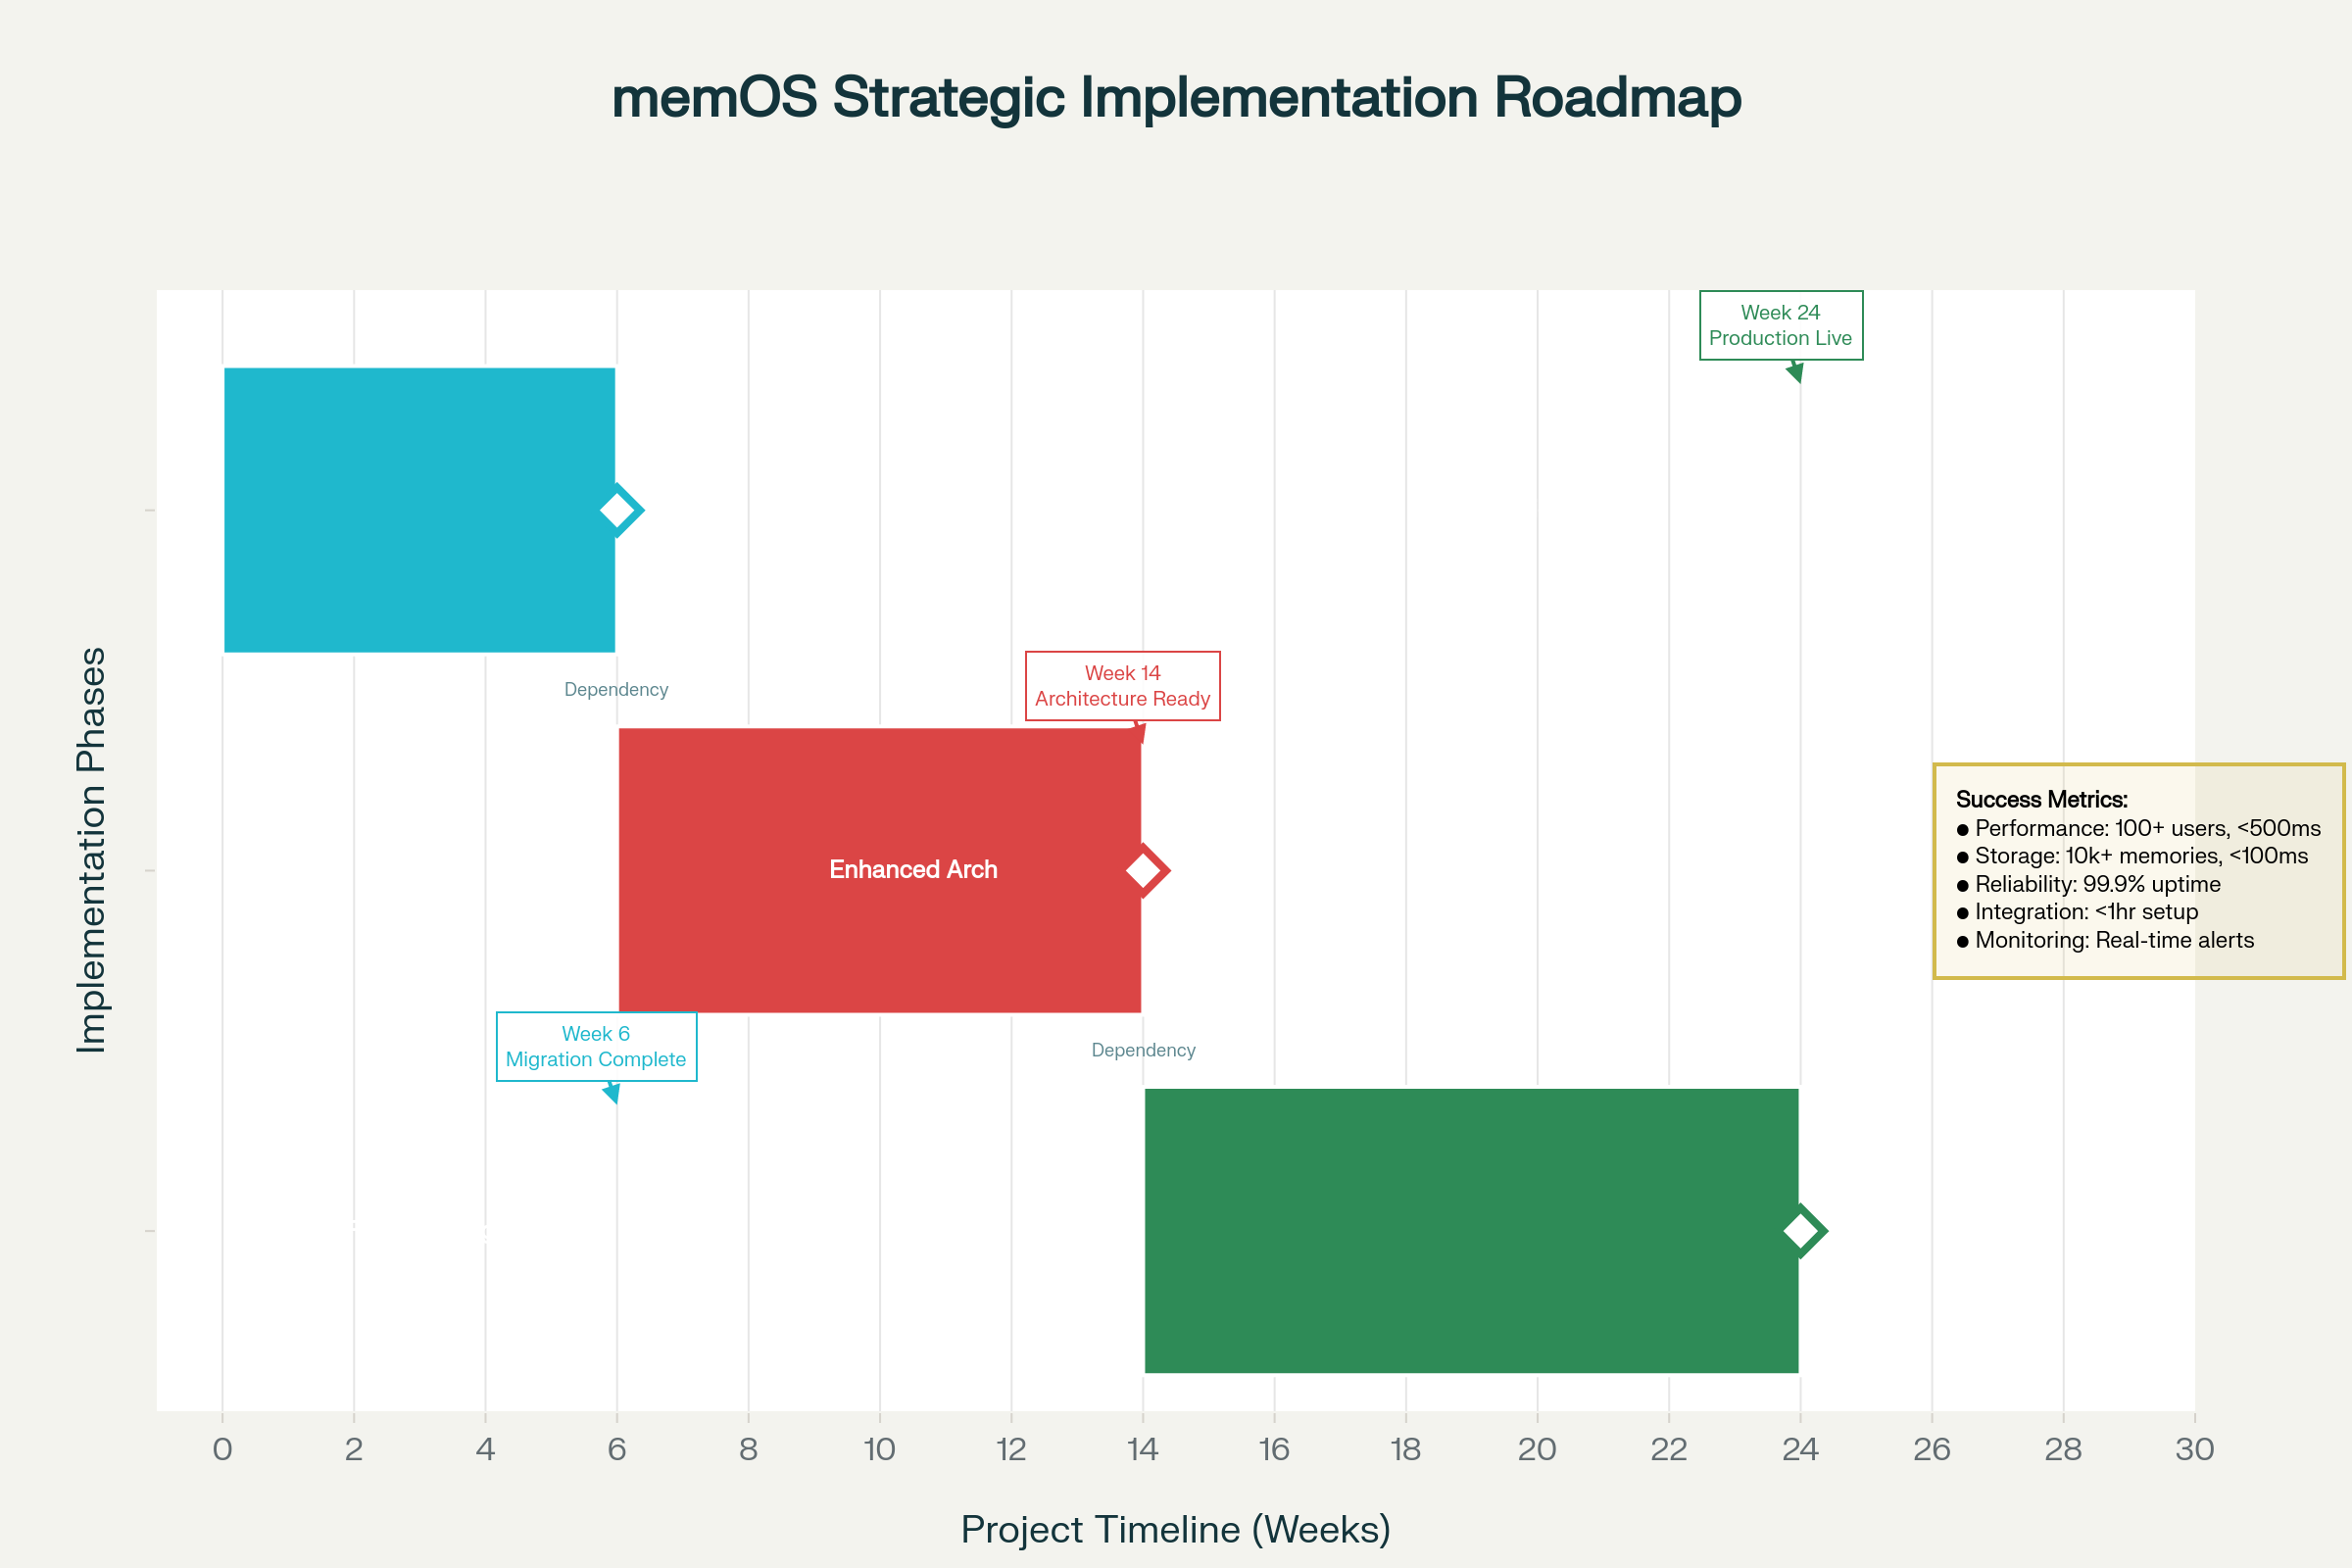 memOS Strategic Implementation Roadmap
Week 24
Production Live
Dependency
Week 14
Architecture Ready
Implementation Phases
Enhanced Arch
Success Metrics:
● Performance: 100+ users, <500ms
● Storage: 10k+ memories, <100ms
● Reliability: 99.9% uptime
● Integration: <1hr setup
● Monitoring: Real-time alerts
Week 6
Migration Complete
Dependency
0 2 4 6 8 10 12 14 16 18 20 22 24 26 28 30
Project Timeline (Weeks)